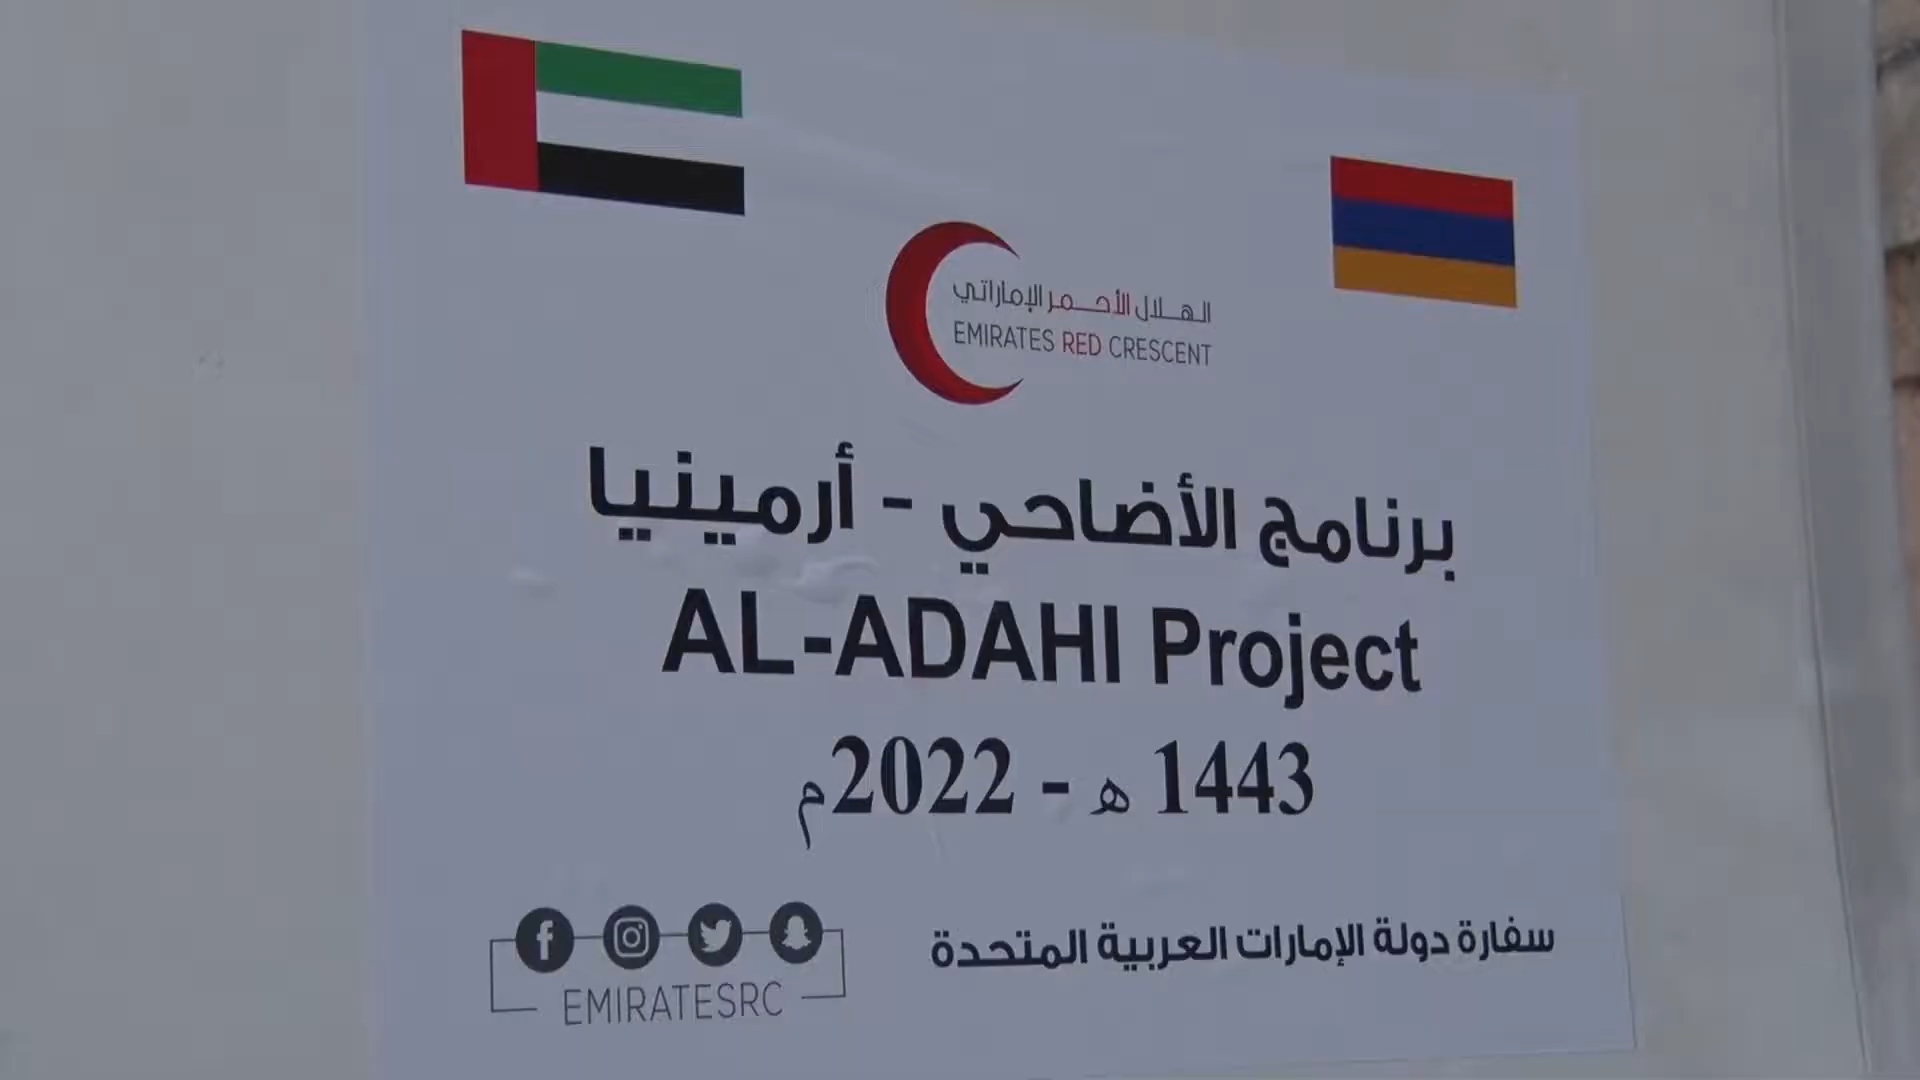 الهلال الأحمر الإماراتي
EMIRATES RED CRESCENT
برنامج الأضاحي - أرمينيا
AL-ADAHI Project
1443 ه - 2022م
سفارة دولة الإمارات العربية المتحدة
EMIRATESRC